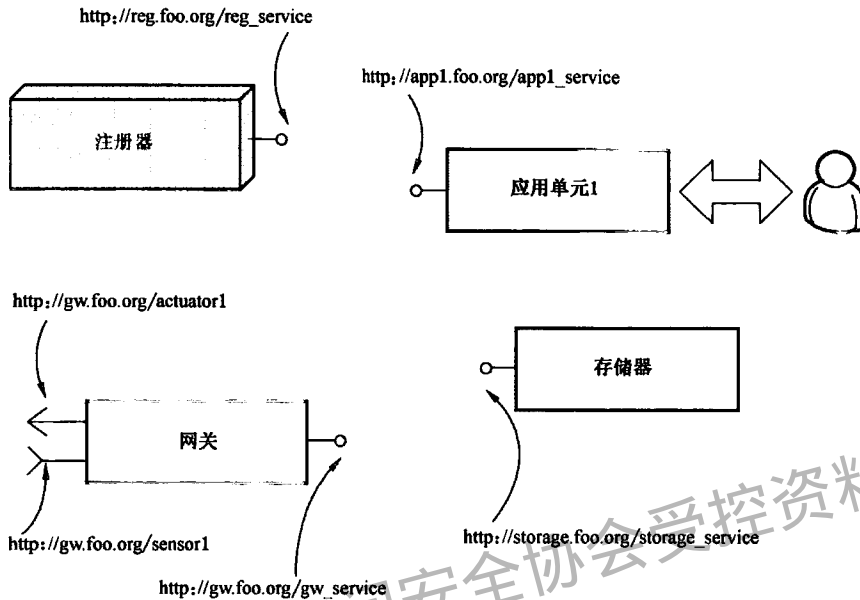 http://reg.foo.org/reg_service
http://app1.foo.org/app1_service
注册器
应用单元1
http://gw.foo.org/actuator1
存储器
网关
http://gw.foo.org/sensor1
http://storage.foo.org/storage_service
http://gw.foo.org/gw_service
安全协会受控资料